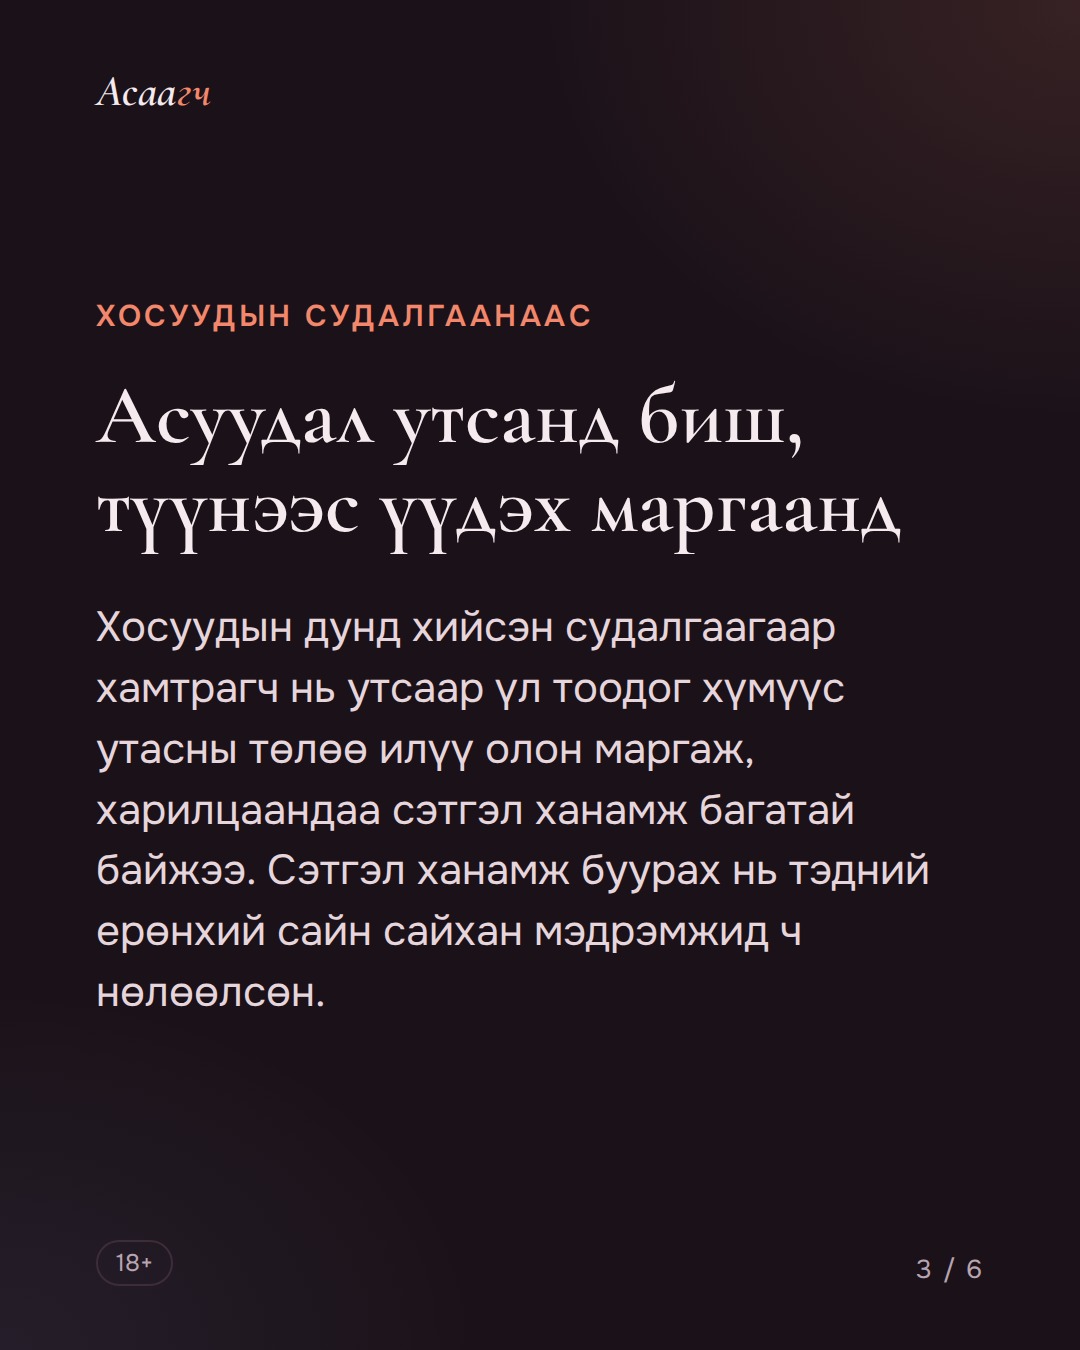 Асаагч
ХОСУУДЫН СУДАЛГААНААС
Асуудал утсанд биш,
түүнээс үүдэх маргаанд
Хосуудын дунд хийсэн судалгаагаар
хамтрагч нь утсаар үл тоодог хүмүүс
утасны төлөө илүү олон маргаж,
харилцаандаа сэтгэл ханамж багатай
байжээ. Сэтгэл ханамж буурах нь тэдний
ерөнхий сайн сайхан мэдрэмжид ч
нөлөөлсөн.
18+
3 / 6